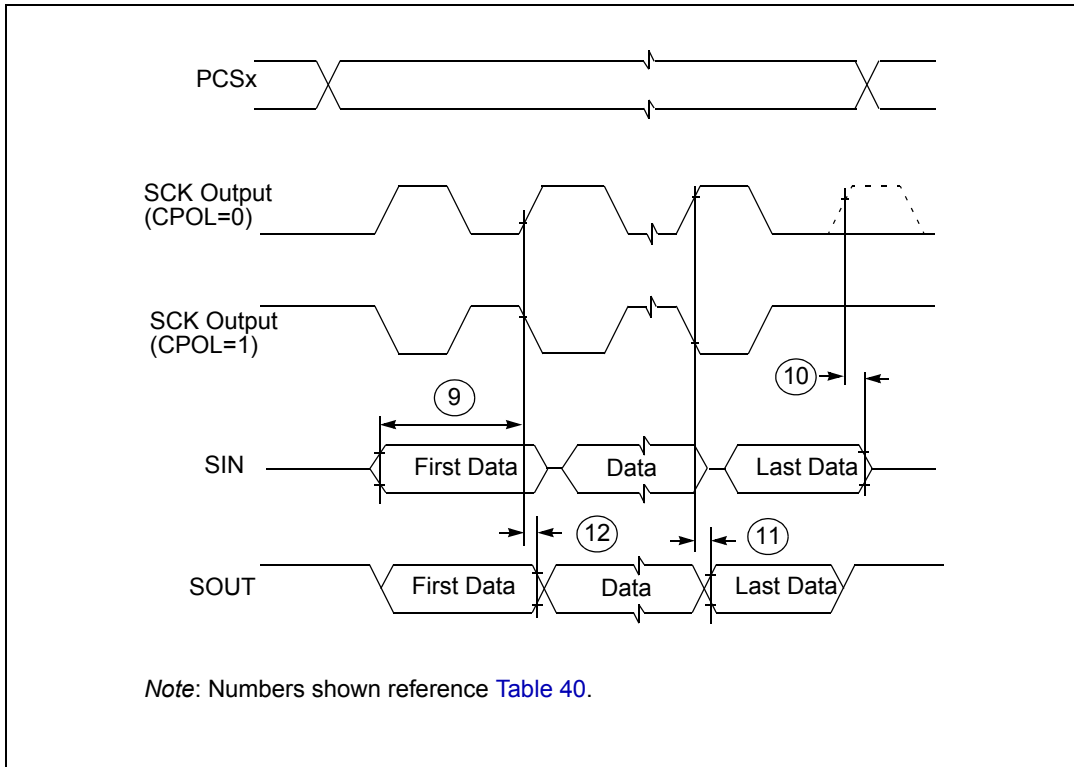 PCSx
SCK Output
(CPOL=0)
SCK Output
(CPOL=1)
10
9
SIN
First Data
Data
Last Data
12
11
SOUT
First Data
Data
Last Data
Note: Numbers shown reference Table 40.